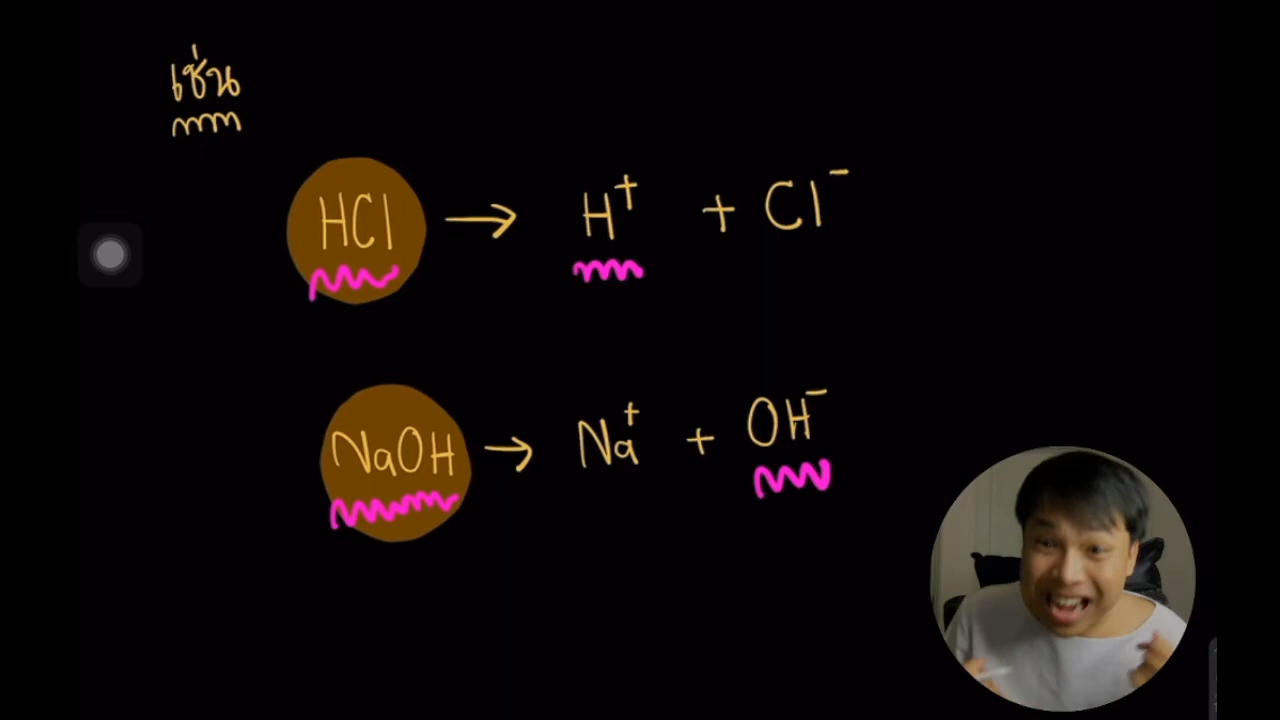 เช่น
HCl → H⁺ + Cl⁻
NaOH → Na⁺ + OH⁻